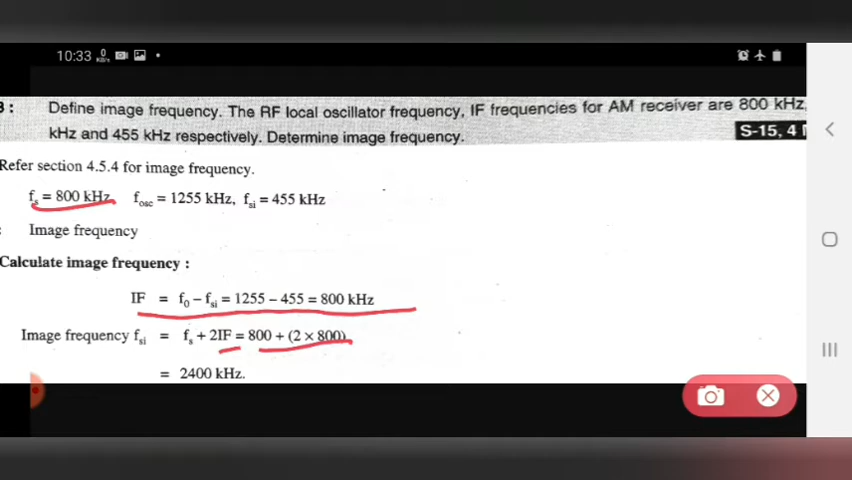 10:33 0 KB/s
3 : Define image frequency. The RF local oscillator frequency, IF frequencies for AM receiver are 800 kHz,
kHz and 455 kHz respectively. Determine image frequency.
S-15, 4
Refer section 4.5.4 for image frequency.
fs = 800 kHz, fosc = 1255 kHz, fsi = 455 kHz
: Image frequency
Calculate image frequency :
IF = f0 – fsi = 1255 – 455 = 800 kHz
Image frequency fsi = fs + 2IF = 800 + (2 × 800)
= 2400 kHz.